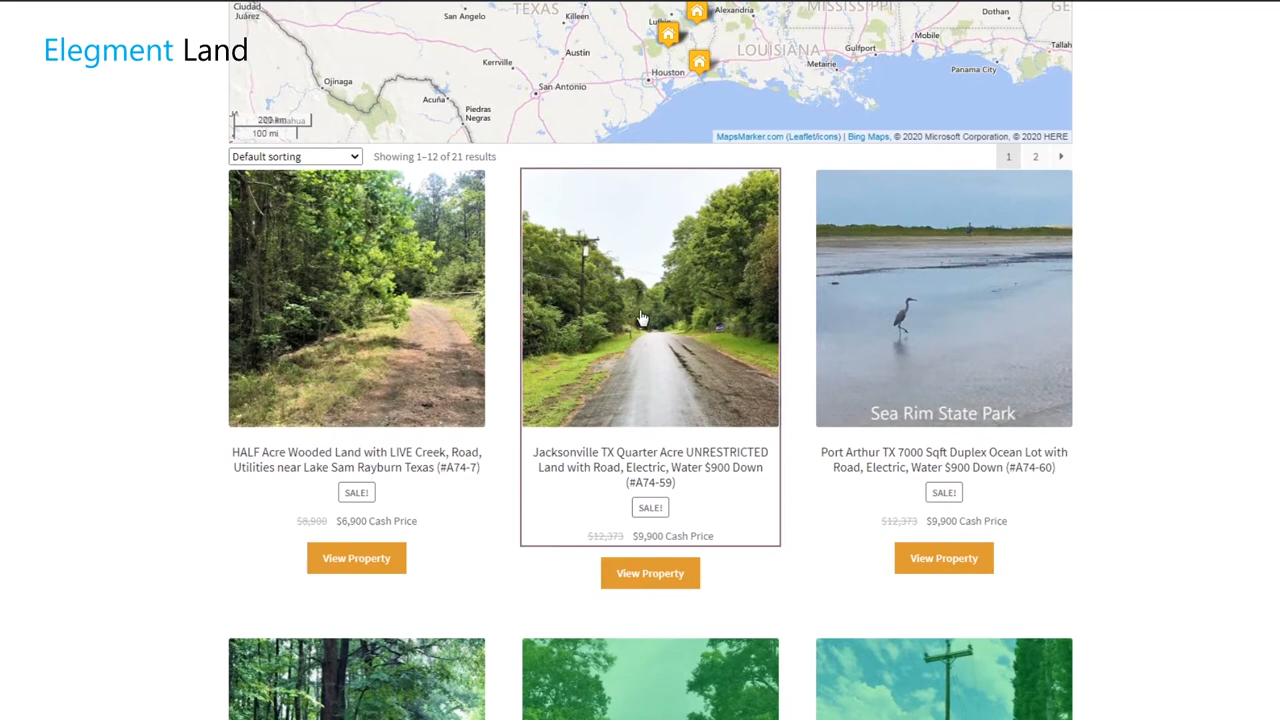 Elegment Land
Ciudad
Juárez
San Angelo
TEXAS
Killeen
Lufkin
Alexandria
MISSISSIPPI
Dothan
GE
Ojinaga
Kerrville
Austin
Houston
LOUISIANA
Gulfport
Mobile
Tallah
Metairie
Panama City
Acuña
San Antonio
Piedras
Negras
Chihuahua
200 km
100 mi
MapsMarker.com (Leaflet/icons) | Bing Maps, © 2020 Microsoft Corporation, © 2020 HERE
Default sorting
Showing 1–12 of 21 results
1 2
Sea Rim State Park
HALF Acre Wooded Land with LIVE Creek, Road,
Utilities near Lake Sam Rayburn Texas (#A74-7)
SALE!
$8,900 $6,900 Cash Price
View Property
Jacksonville TX Quarter Acre UNRESTRICTED
Land with Road, Electric, Water $900 Down
(#A74-59)
SALE!
$12,373 $9,900 Cash Price
View Property
Port Arthur TX 7000 Sqft Duplex Ocean Lot with
Road, Electric, Water $900 Down (#A74-60)
SALE!
$12,373 $9,900 Cash Price
View Property